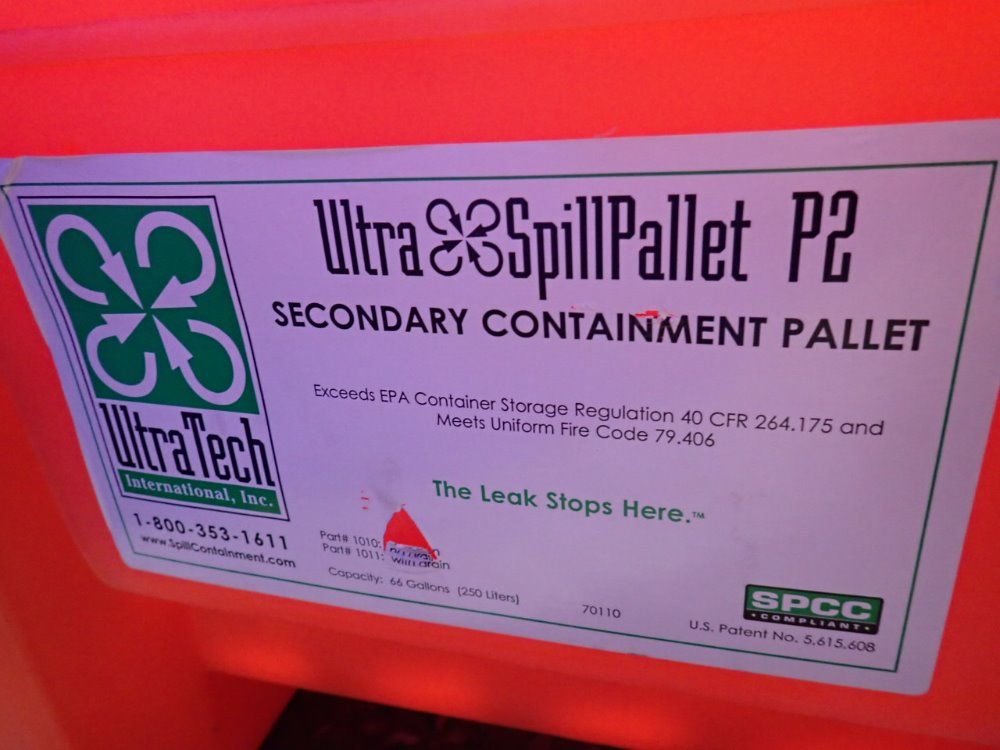 Ultra SpillPallet P2
SECONDARY CONTAINMENT PALLET
Exceeds EPA Container Storage Regulation 40 CFR 264.175 and
Meets Uniform Fire Code 79.406
The Leak Stops Here.™
UltraTech
International, Inc.
1-800-353-1611
www.SpillContainment.com
Part# 1010: no drain
Part# 1011: with drain
Capacity: 66 Gallons (250 Liters)
70110
SPCC
• COMPLIANT •
U.S. Patent No. 5,615,608